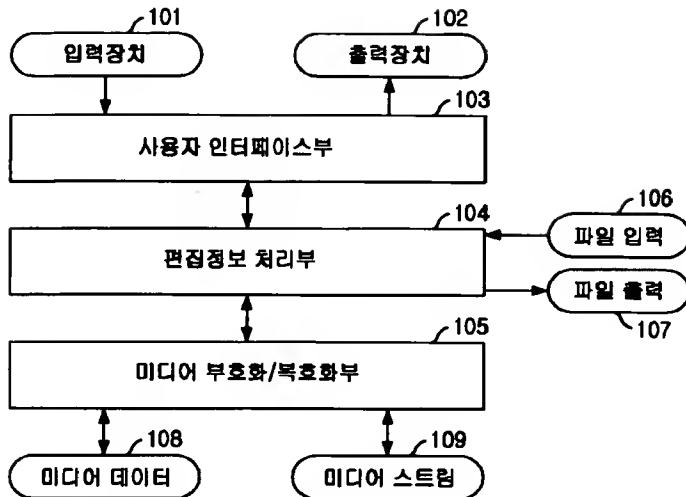 101
102
입력장치
출력장치
103
사용자 인터페이스부
104
106
편집정보 처리부
파일 입력
파일 출력
107
105
미디어 부호화/복호화부
108
109
미디어 데이터
미디어 스트림